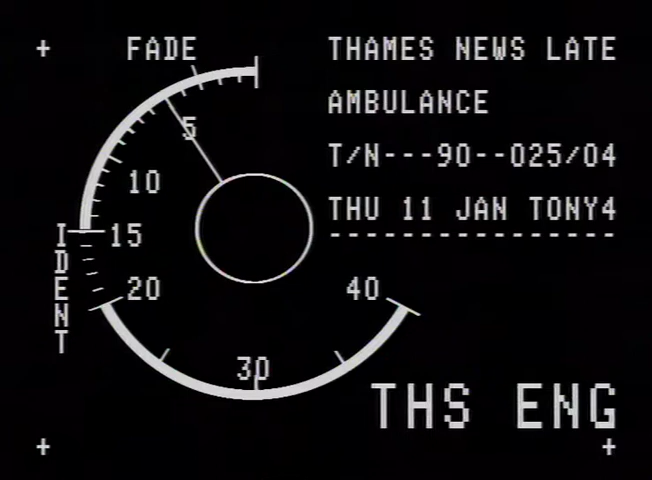 FADE
THAMES NEWS LATE
AMBULANCE
T/N---90--025/04
THU 11 JAN TONY4
----------------
5
10
15
20
30
40
IDENT
THS ENG